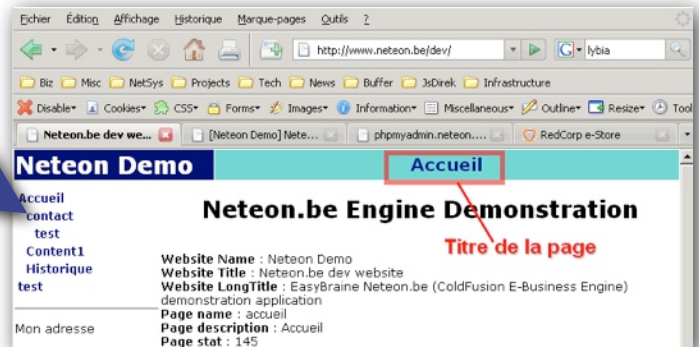 Fichier Édition Affichage Historique Marque-pages Outils ?
http://www.neteon.be/dev/ G lybia
Biz Misc NetSys Projects Tech News Buffer JsDirek Infrastructure
Disable Cookies CSS Forms Images Information Miscellaneous Outline Resize Tool
Neteon.be dev we... [Neteon Demo] Nete... phpmyadmin.neteon.... RedCorp e-Store
Neteon Demo Accueil
Accueil
contact
test
Content1
Historique
test
Mon adresse
Neteon.be Engine Demonstration
Titre de la page
Website Name : Neteon Demo
Website Title : Neteon.be dev website
Website LongTitle : EasyBraine Neteon.be (ColdFusion E-Business Engine)
demonstration application
Page name : accueil
Page description : Accueil
Page stat : 145